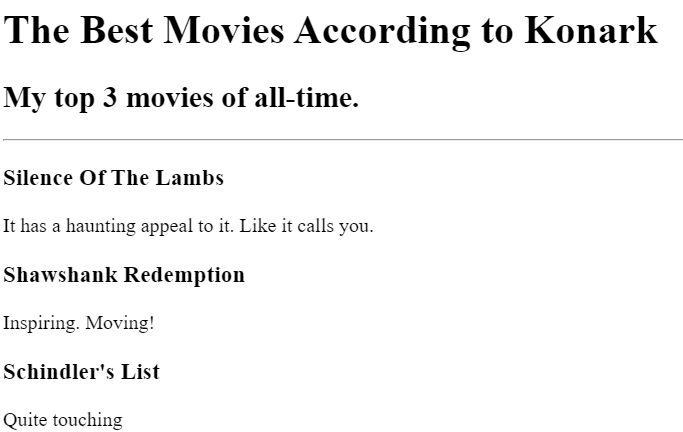 The Best Movies According to Konark
My top 3 movies of all-time.
Silence Of The Lambs
It has a haunting appeal to it. Like it calls you.
Shawshank Redemption
Inspiring. Moving!
Schindler's List
Quite touching